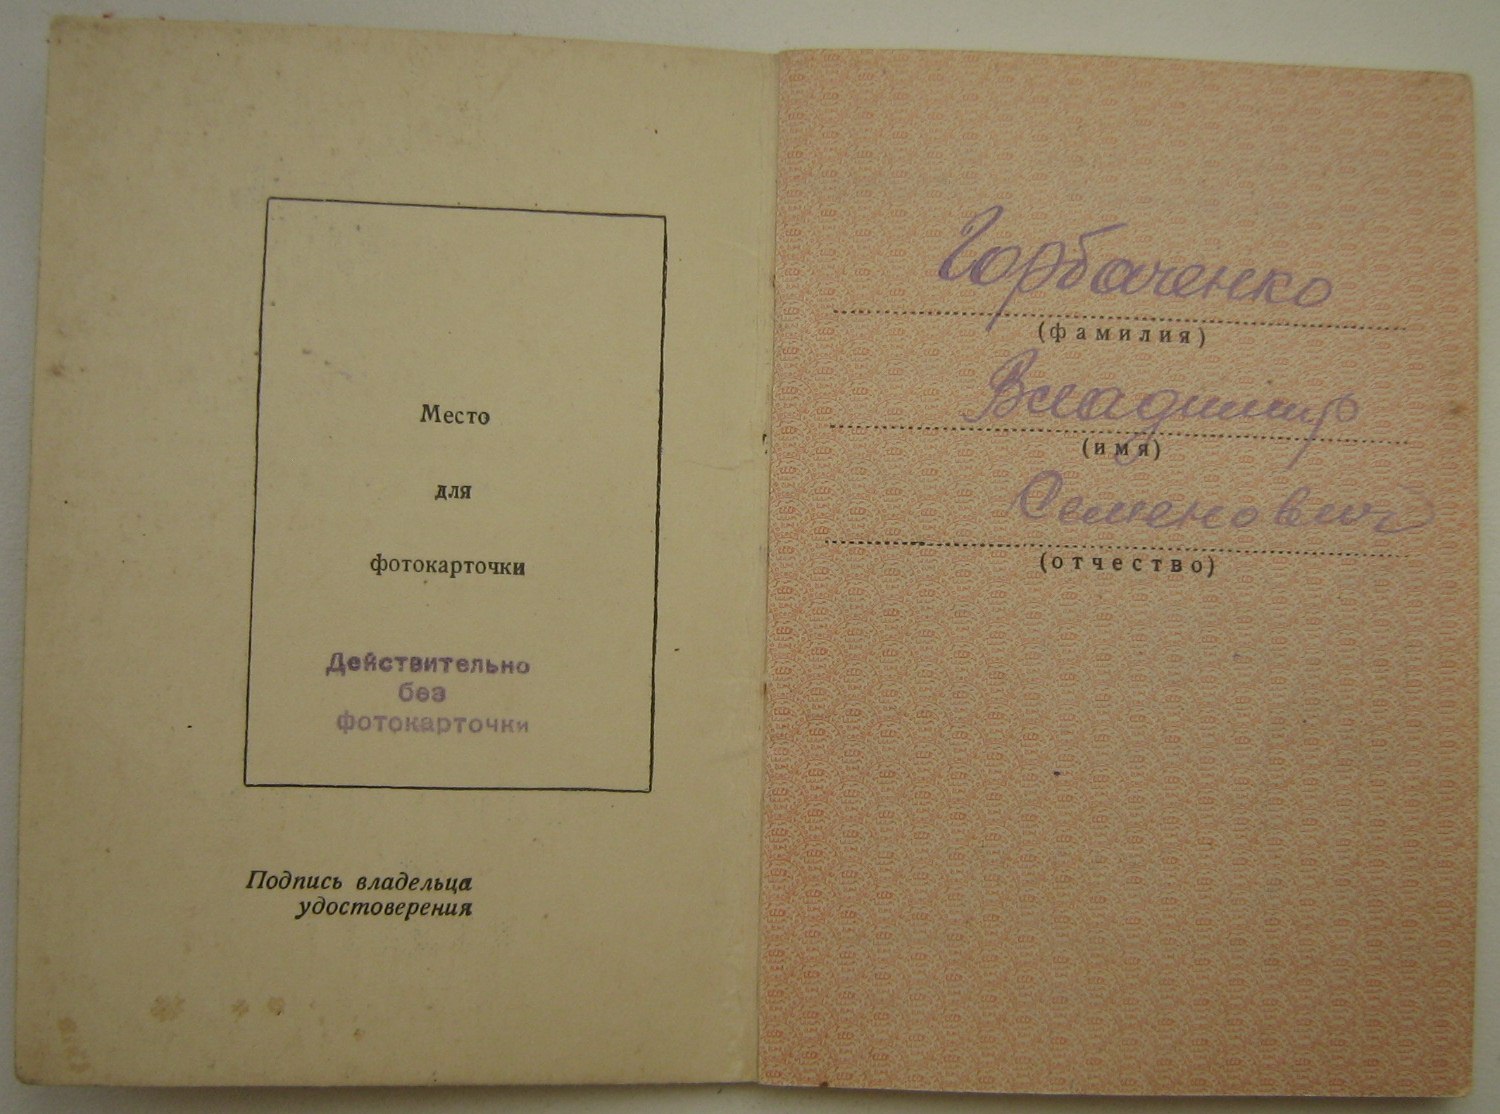 Место
для
фотокарточки
Действительно
без
фотокарточки
Подпись владельца
удостоверения
Горбаченко
(фамилия)
Владимир
(имя)
Семенович
(отчество)